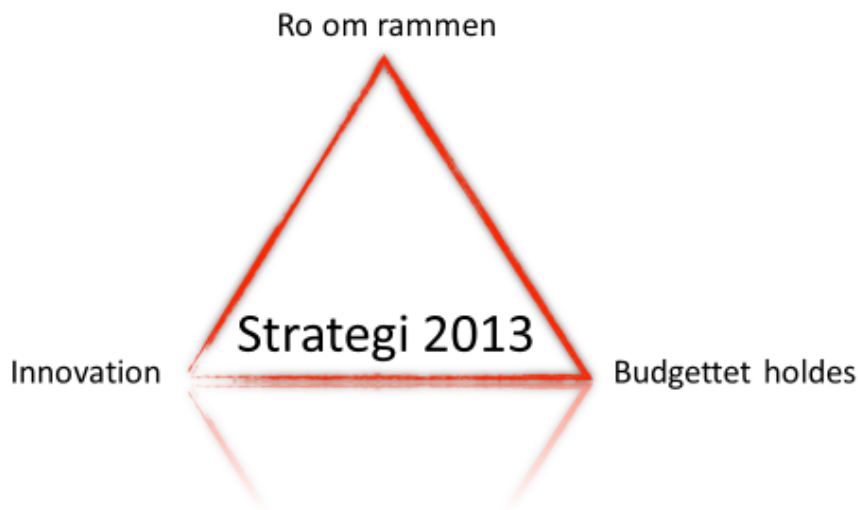 Ro om rammen
Strategi 2013
Innovation
Budgettet holdes